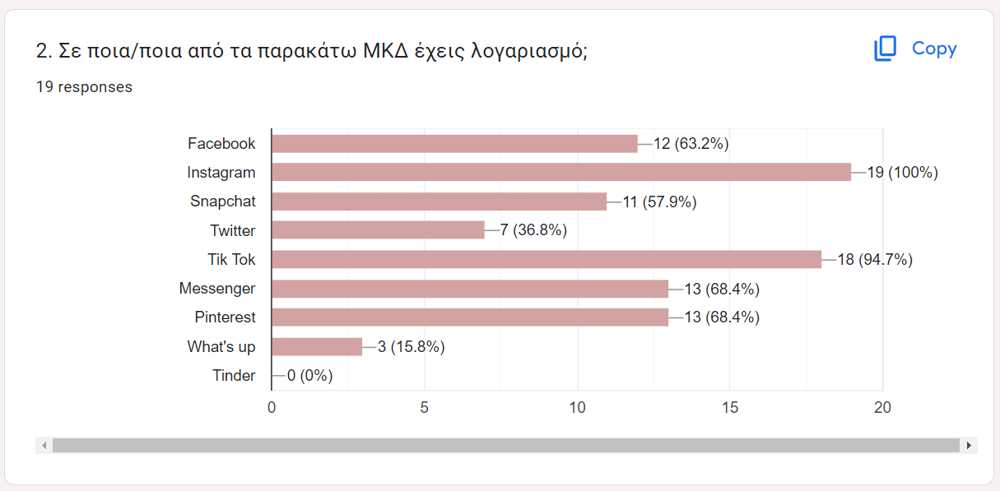 2. Σε ποια/ποια από τα παρακάτω ΜΚΔ έχεις λογαριασμό;
Copy
19 responses
Facebook 12 (63.2%)
Instagram 19 (100%)
Snapchat 11 (57.9%)
Twitter 7 (36.8%)
Tik Tok 18 (94.7%)
Messenger 13 (68.4%)
Pinterest 13 (68.4%)
What's up 3 (15.8%)
Tinder 0 (0%)
0 5 10 15 20